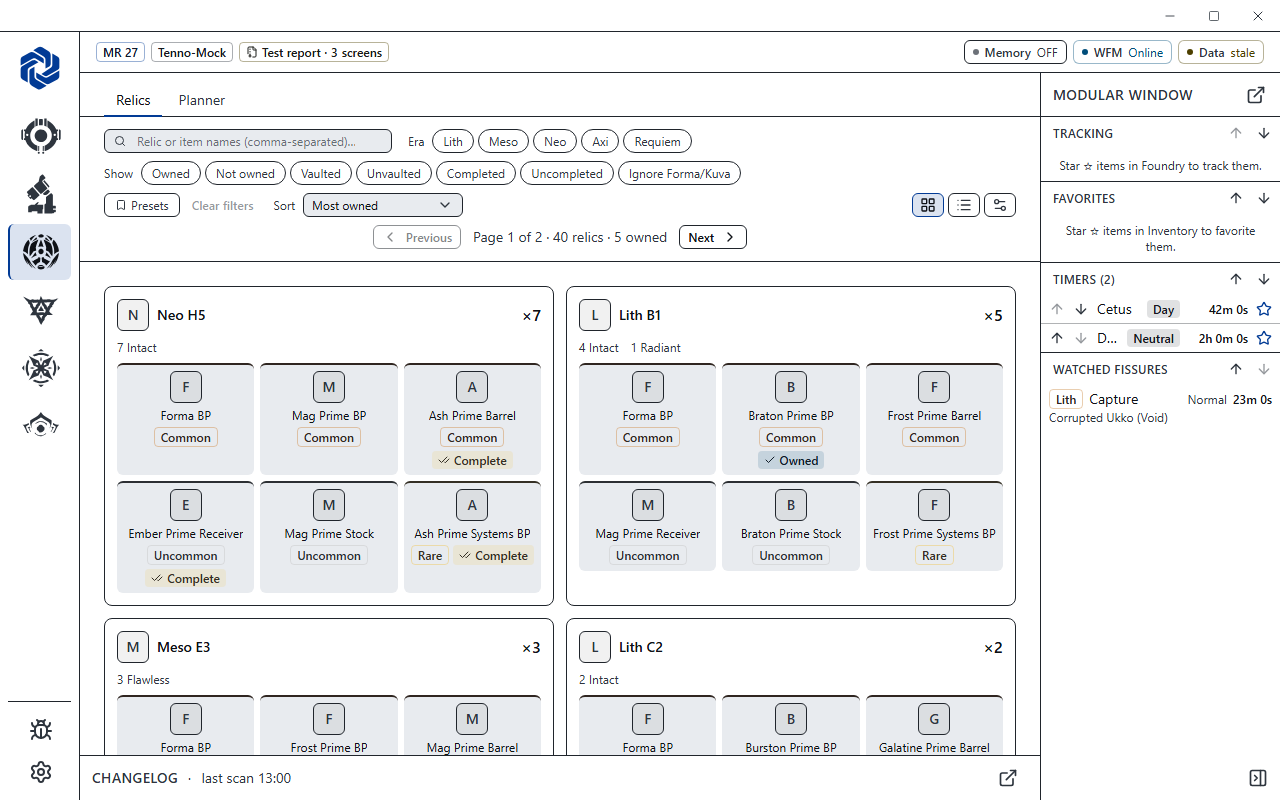 MR 27 Tenno-Mock Test report · 3 screens Memory OFF WFM Online Data stale
Relics Planner
Relic or item names (comma-separated)... Era Lith Meso Neo Axi Requiem
Show Owned Not owned Vaulted Unvaulted Completed Uncompleted Ignore Forma/Kuva
Presets Clear filters Sort Most owned
Previous Page 1 of 2 · 40 relics · 5 owned Next
N Neo H5 ×7
7 Intact
F M A
Forma BP Mag Prime BP Ash Prime Barrel
Common Common Common
Complete
E M A
Ember Prime Receiver Mag Prime Stock Ash Prime Systems BP
Uncommon Uncommon Rare Complete
Complete
L Lith B1 ×5
4 Intact 1 Radiant
F B F
Forma BP Braton Prime BP Frost Prime Barrel
Common Common Common
Owned
M B F
Mag Prime Receiver Braton Prime Stock Frost Prime Systems BP
Uncommon Uncommon Rare
M Meso E3 ×3
3 Flawless
F F M
Forma BP Frost Prime BP Mag Prime Barrel
L Lith C2 ×2
2 Intact
F B G
Forma BP Burston Prime BP Galatine Prime Barrel
CHANGELOG · last scan 13:00
MODULAR WINDOW
TRACKING
Star ☆ items in Foundry to track them.
FAVORITES
Star ☆ items in Inventory to favorite
them.
TIMERS (2)
Cetus Day 42m 0s
D... Neutral 2h 0m 0s
WATCHED FISSURES
Lith Capture Normal 23m 0s
Corrupted Ukko (Void)